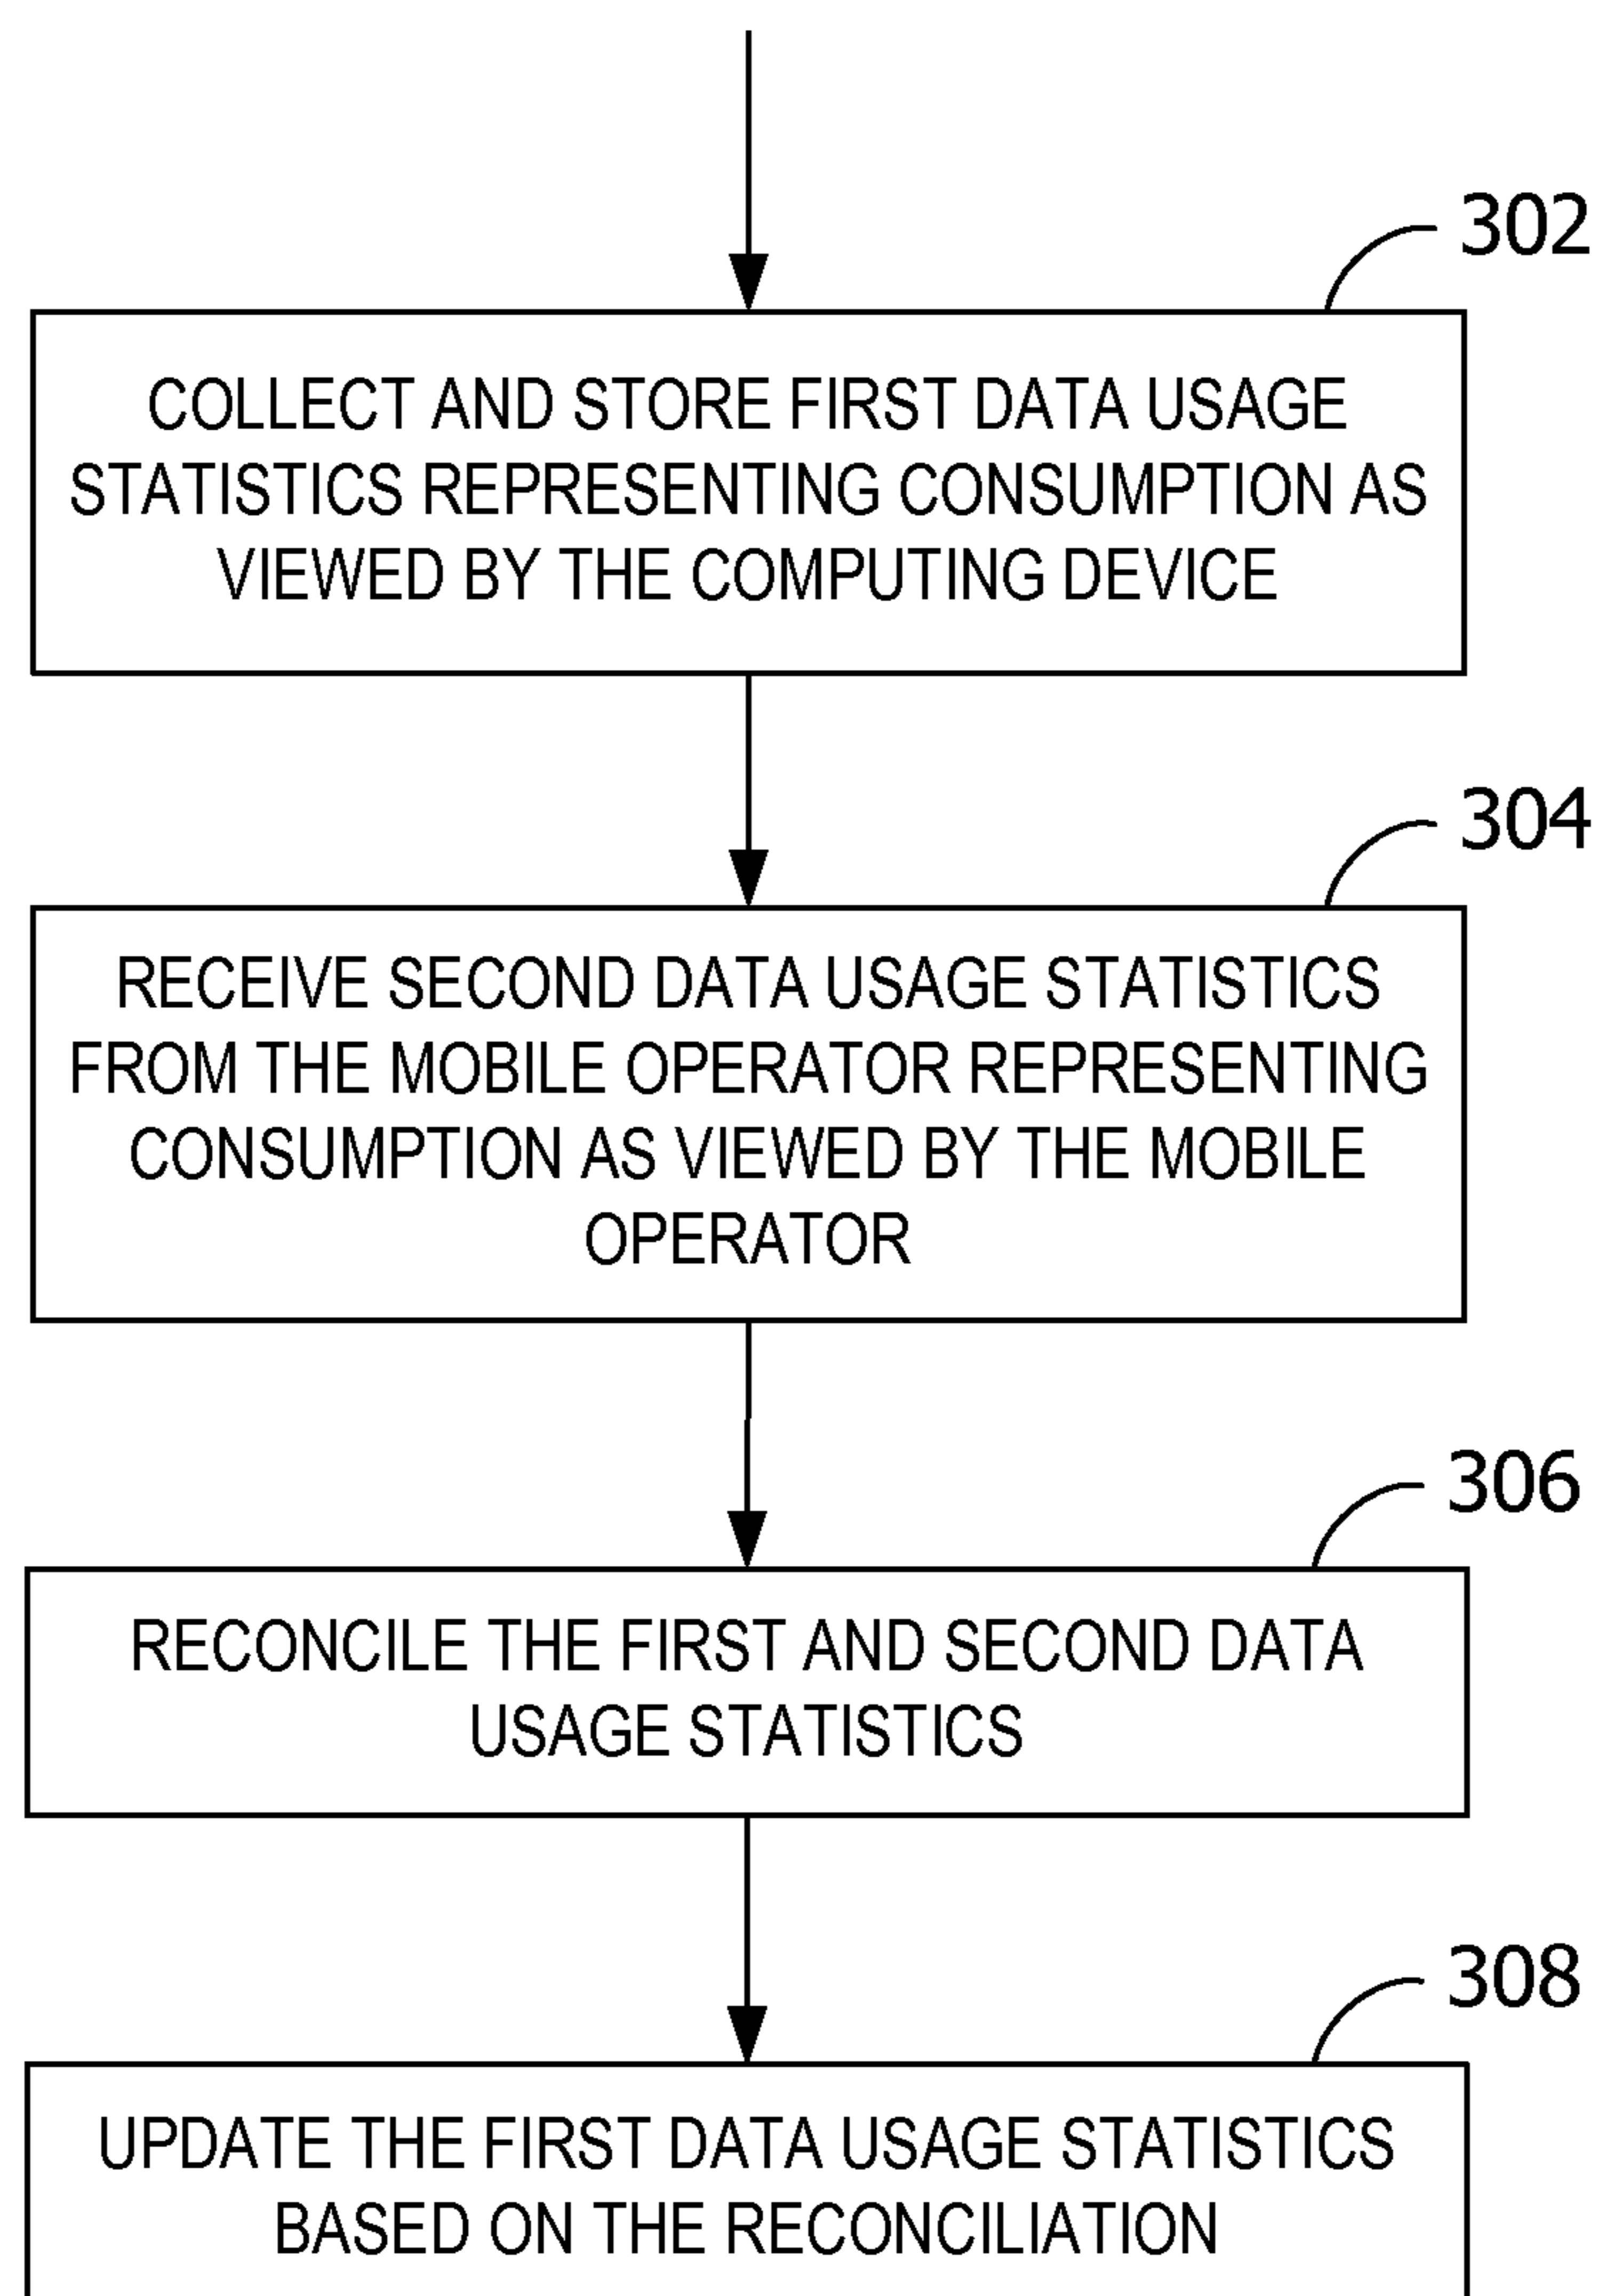 302
COLLECT AND STORE FIRST DATA USAGE
STATISTICS REPRESENTING CONSUMPTION AS
VIEWED BY THE COMPUTING DEVICE
304
RECEIVE SECOND DATA USAGE STATISTICS
FROM THE MOBILE OPERATOR REPRESENTING
CONSUMPTION AS VIEWED BY THE MOBILE
OPERATOR
306
RECONCILE THE FIRST AND SECOND DATA
USAGE STATISTICS
308
UPDATE THE FIRST DATA USAGE STATISTICS
BASED ON THE RECONCILIATION